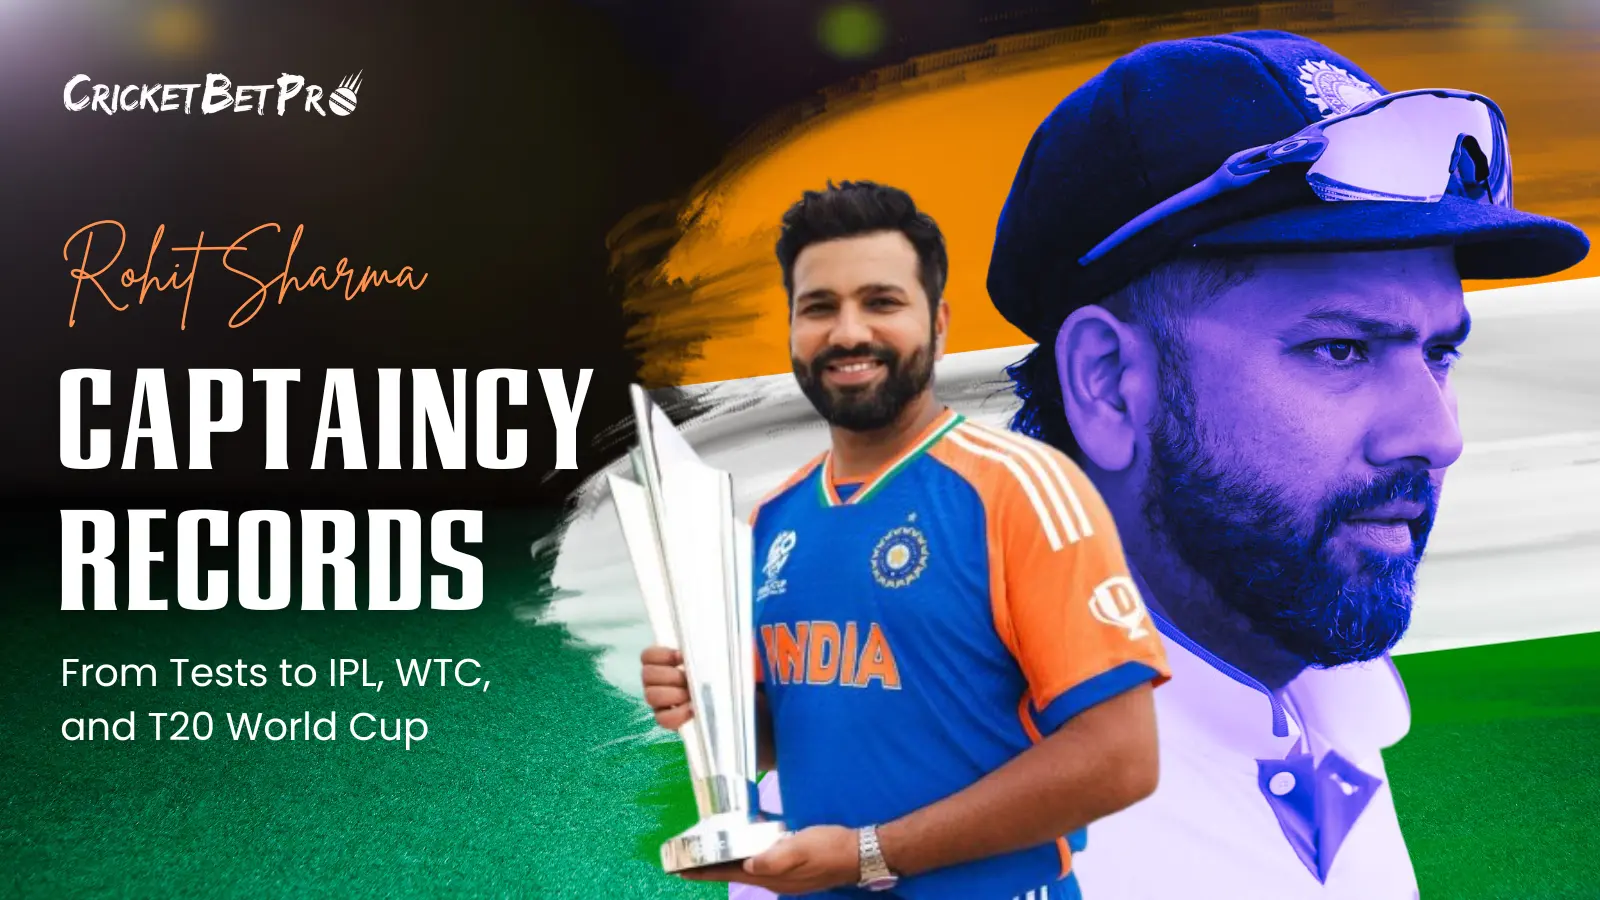 CRICKETBETPRO
Rohit Sharma
CAPTAINCY
RECORDS
From Tests to IPL, WTC,
and T20 World Cup
INDIA
D